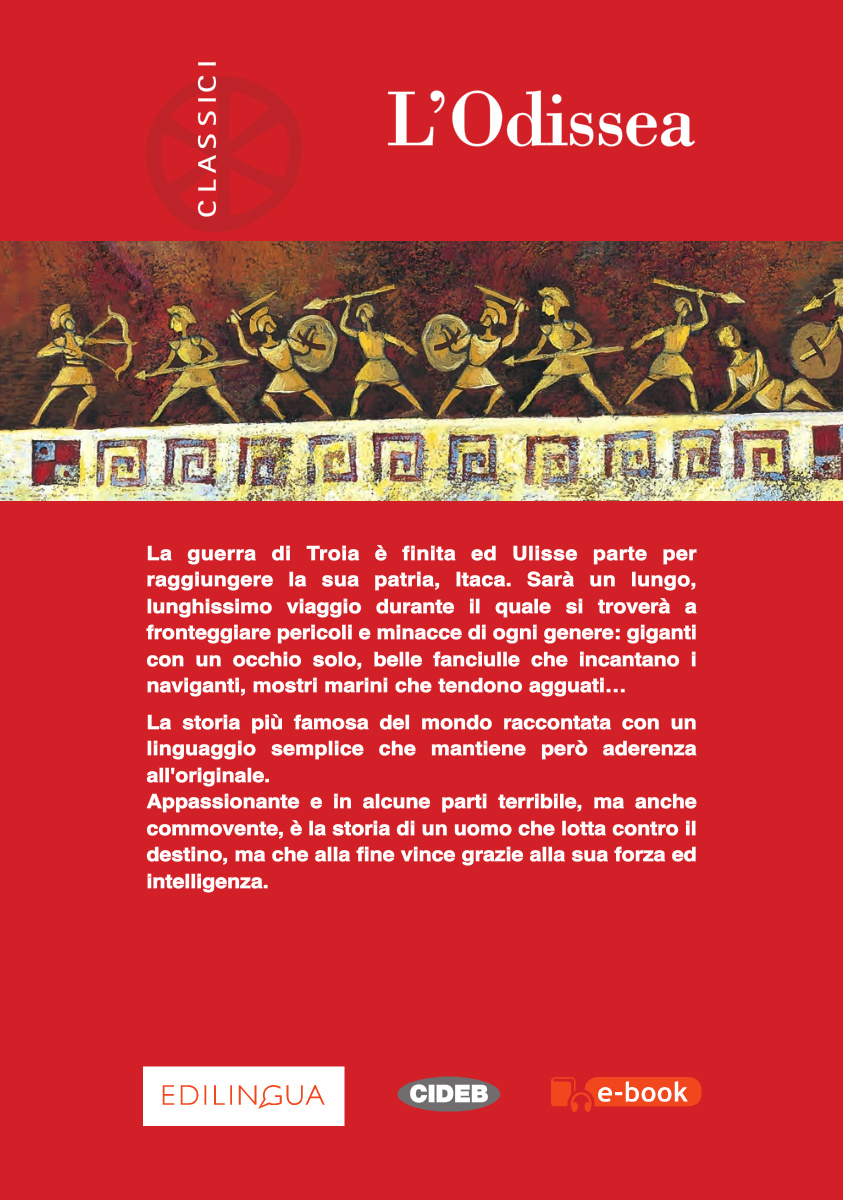 CLASSICI
L’Odissea
La guerra di Troia è finita ed Ulisse parte per
raggiungere la sua patria, Itaca. Sarà un lungo,
lunghissimo viaggio durante il quale si troverà a
fronteggiare pericoli e minacce di ogni genere: giganti
con un occhio solo, belle fanciulle che incantano i
naviganti, mostri marini che tendono agguati…
La storia più famosa del mondo raccontata con un
linguaggio semplice che mantiene però aderenza
all'originale.
Appassionante e in alcune parti terribile, ma anche
commovente, è la storia di un uomo che lotta contro il
destino, ma che alla fine vince grazie alla sua forza ed
intelligenza.
EDILINGUA
CIDEB
e-book